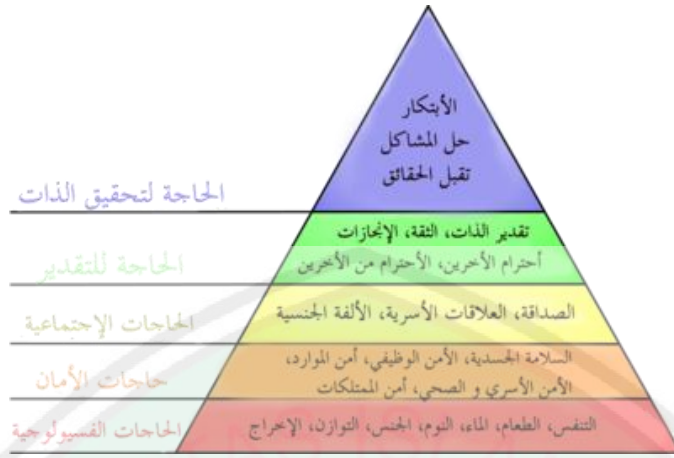 الأبتكار
حل المشاكل
تقبل الحقائق
الحاجة لتحقيق الذات
تقدير الذات، الثقة، الإنجازات
أحترام الأخرين، الأحترام من الأخرين
الحاجة للتقدير
الصداقة، العلاقات الأسرية، الألفة الجنسية
الحاجات الإجتماعية
السلامة الجسدية، الأمن الوظيفي، أمن الموارد،
الأمن الأسري و الصحي، أمن الممتلكات
حاجات الأمان
التنفس، الطعام، الماء، النوم، الجنس، التوازن، الإخراج
الحاجات الفسيولوجية